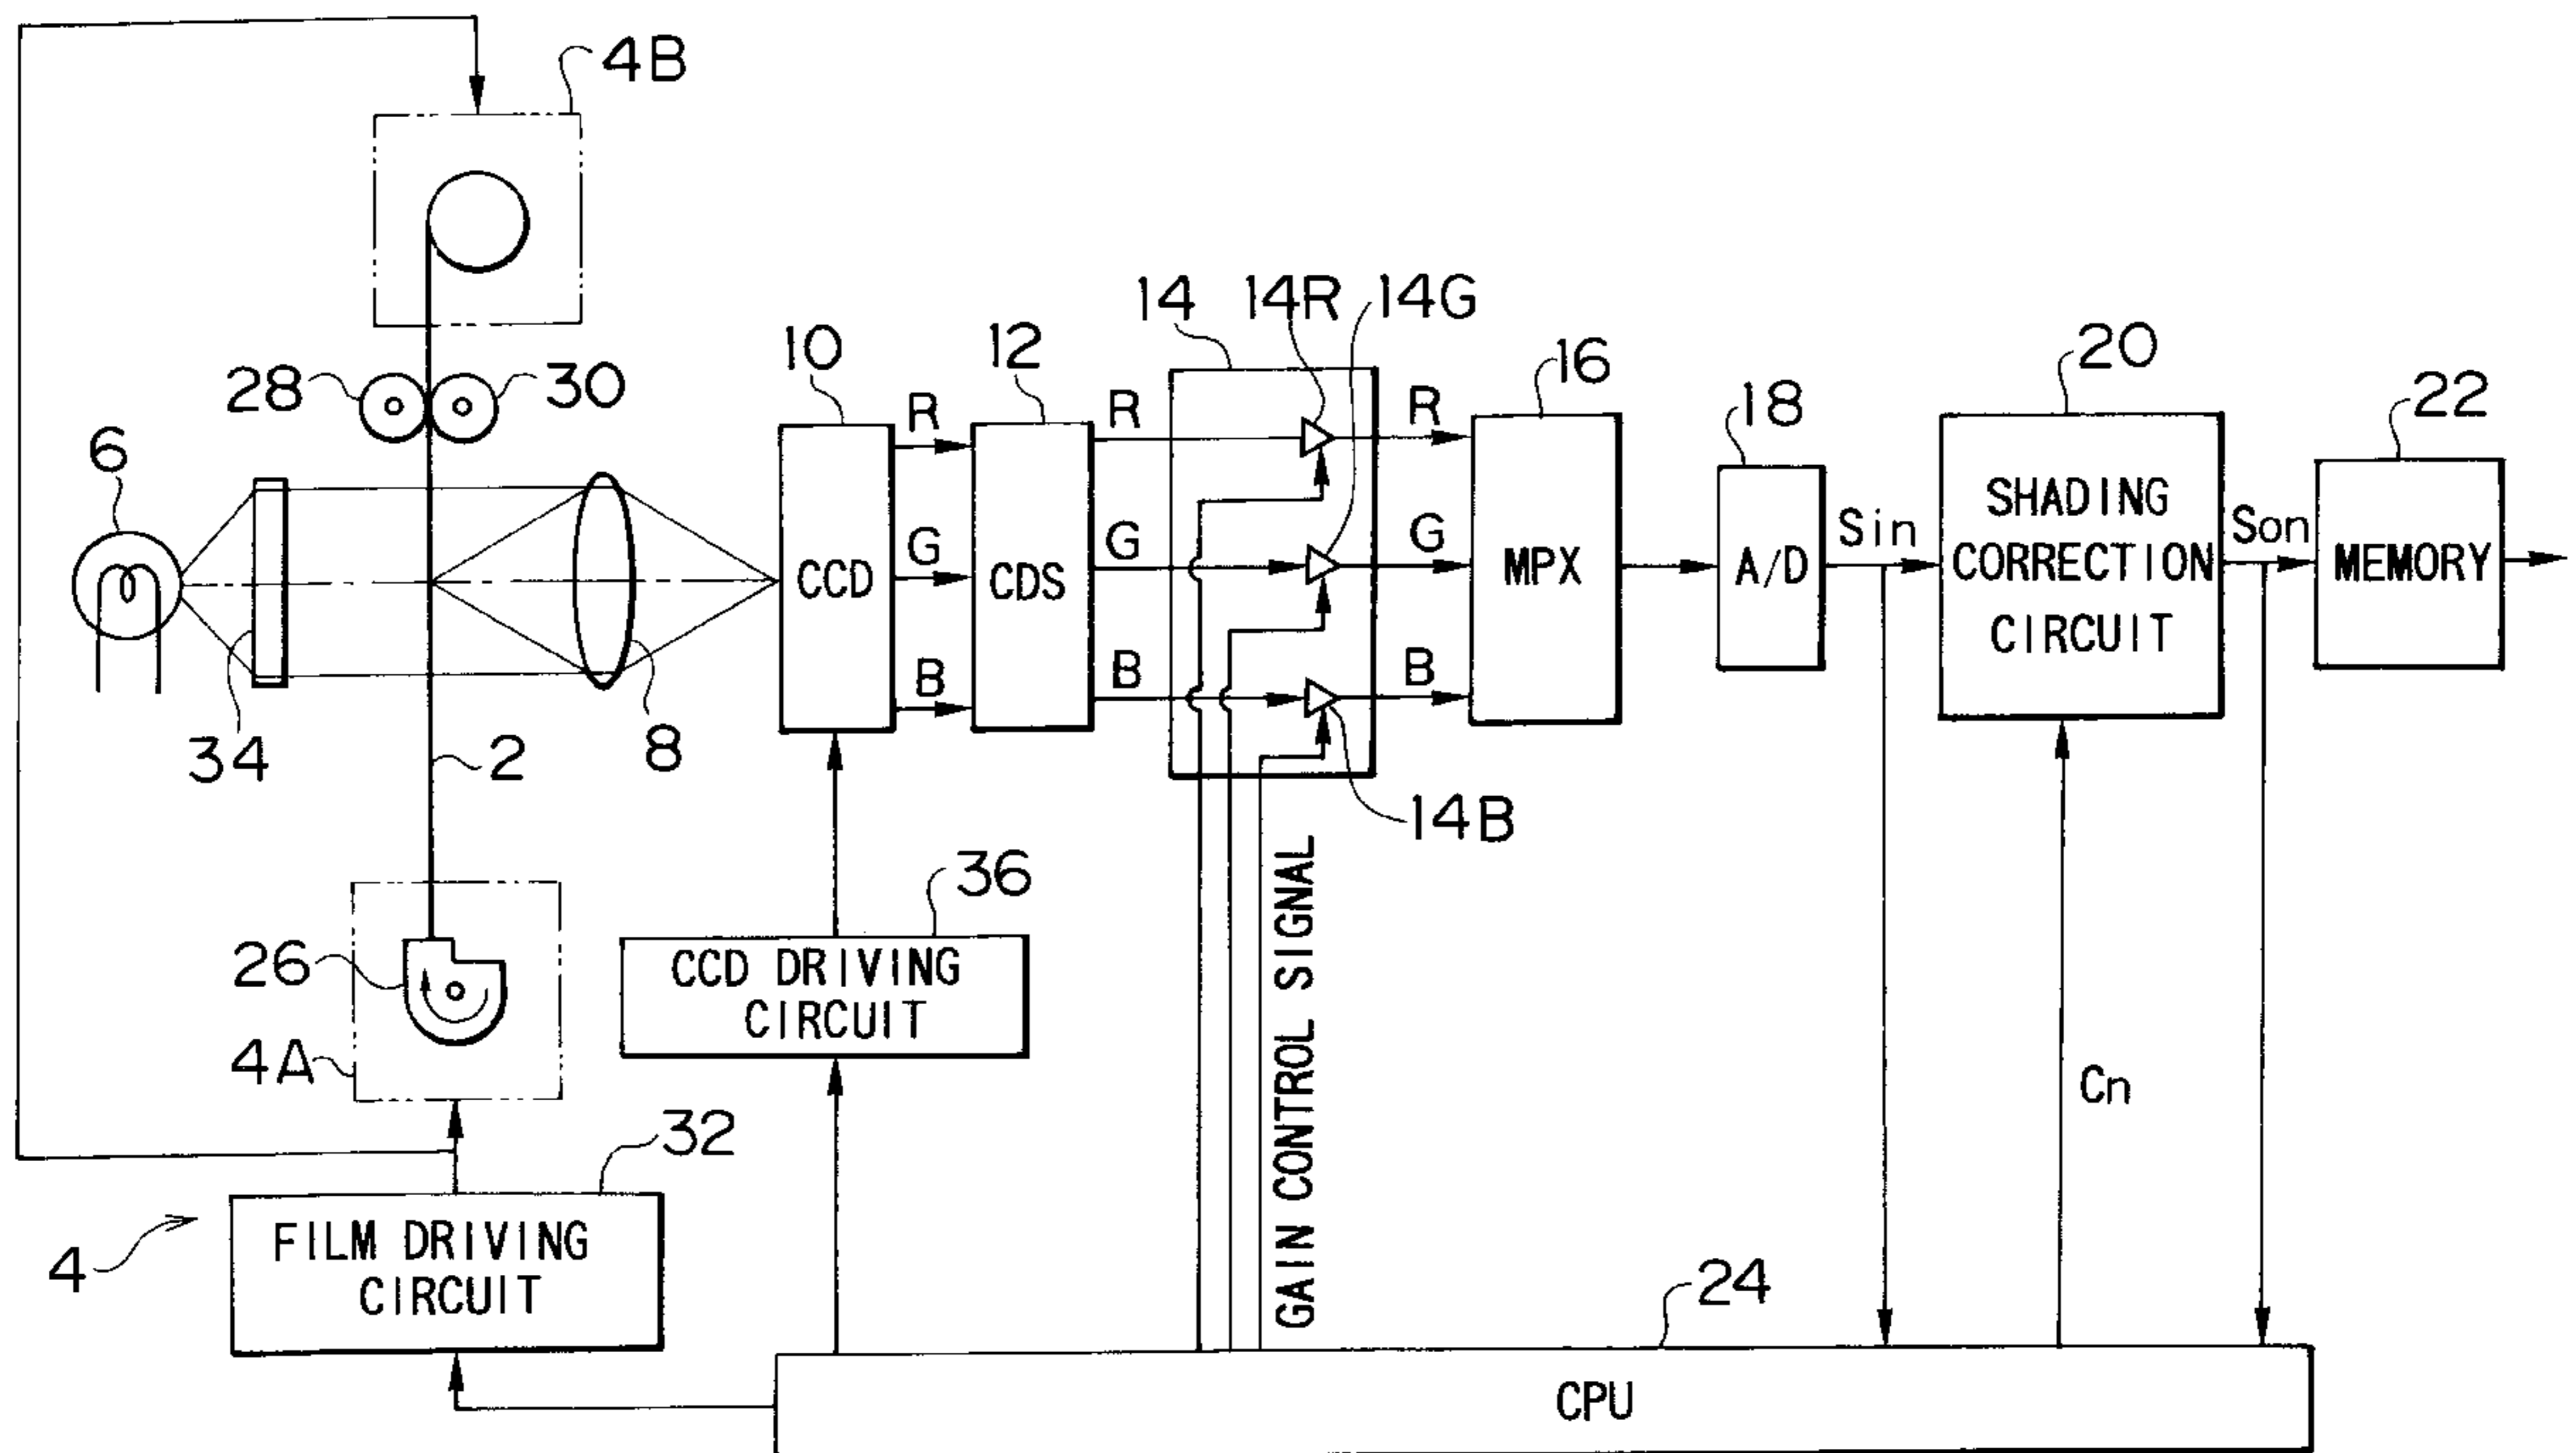 4B
14
14R
14G
10
12
16
20
28
30
18
22
6
R
R
R
SHADING
CORRECTION
CIRCUIT
Sin
Son
CCD
G
CDS
G
G
MPX
A/D
MEMORY
B
B
B
34
2
8
14B
36
26
CCD DRIVING
CIRCUIT
GAIN CONTROL SIGNAL
4A
Cn
32
4
FILM DRIVING
CIRCUIT
24
CPU